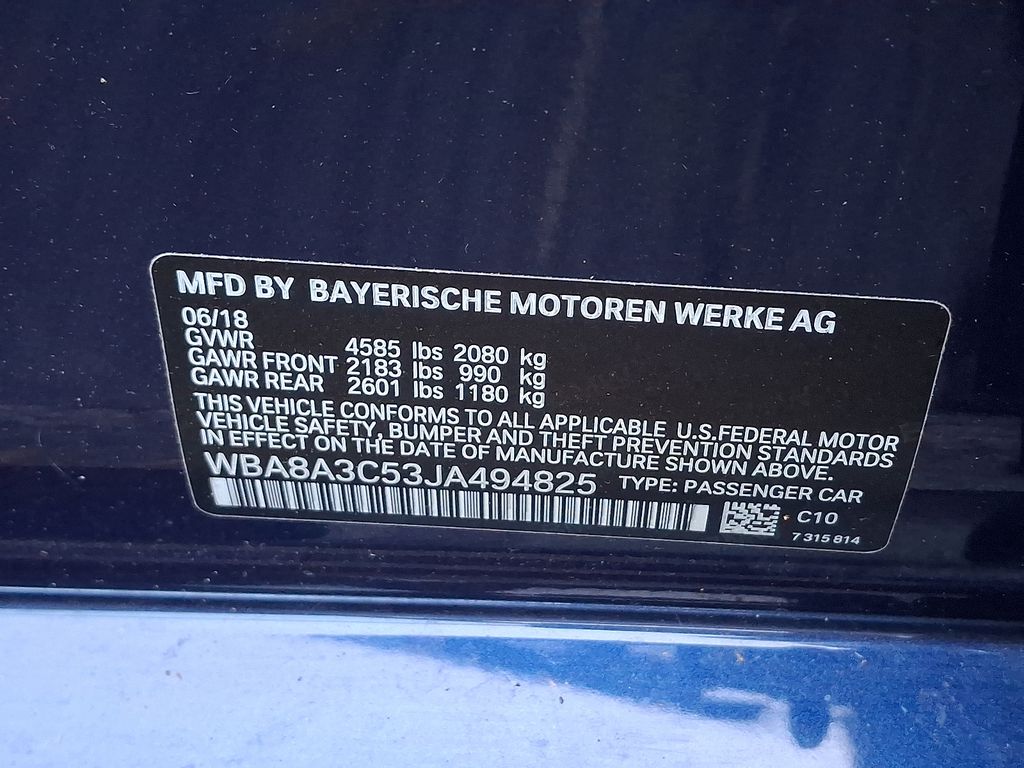 MFD BY BAYERISCHE MOTOREN WERKE AG
06/18
GVWR 4585 lbs 2080 kg
GAWR FRONT 2183 lbs 990 kg
GAWR REAR 2601 lbs 1180 kg
THIS VEHICLE CONFORMS TO ALL APPLICABLE U.S.FEDERAL MOTOR
VEHICLE SAFETY, BUMPER AND THEFT PREVENTION STANDARDS
IN EFFECT ON THE DATE OF MANUFACTURE SHOWN ABOVE.
WBA8A3C53JA494825 TYPE: PASSENGER CAR
C10
7 315 814